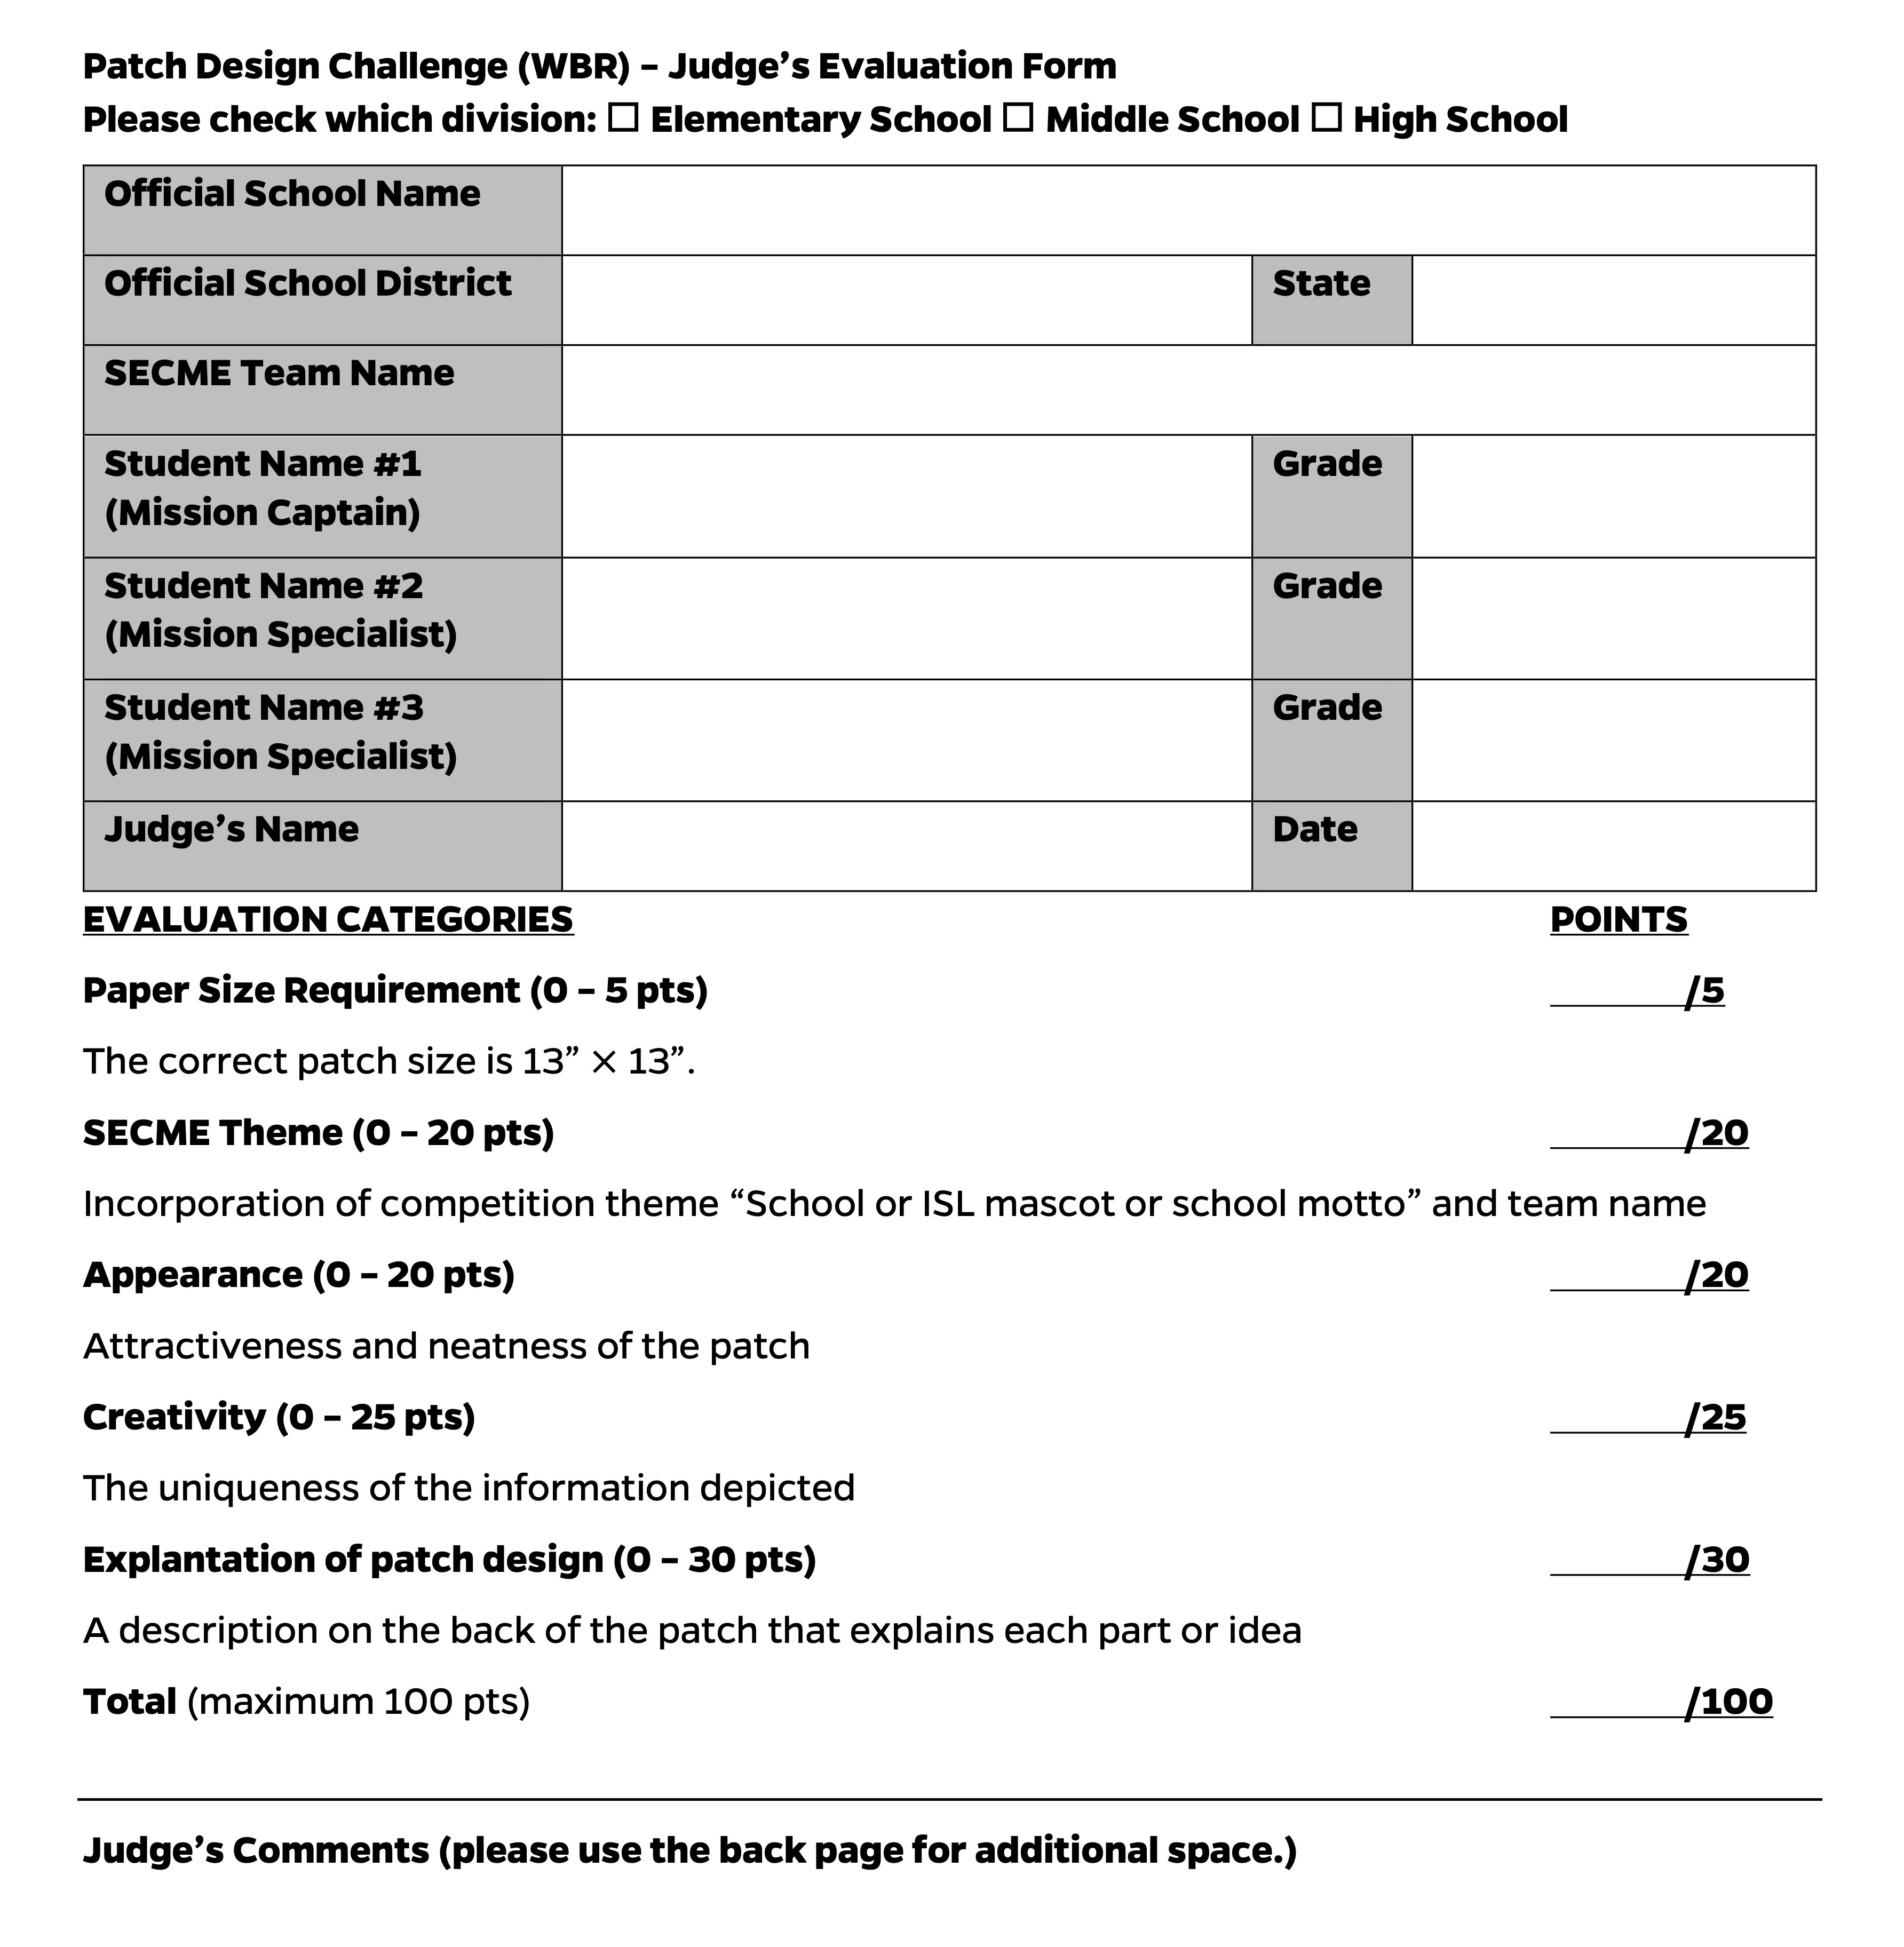 Patch Design Challenge (WBR) – Judge’s Evaluation Form
Please check which division: ☐ Elementary School ☐ Middle School ☐ High School
Official School Name
Official School District State
SECME Team Name
Student Name #1 Grade
(Mission Captain)
Student Name #2 Grade
(Mission Specialist)
Student Name #3 Grade
(Mission Specialist)
Judge’s Name Date
EVALUATION CATEGORIES POINTS
Paper Size Requirement (0 – 5 pts) ______/5
The correct patch size is 13” × 13”.
SECME Theme (0 – 20 pts) ______/20
Incorporation of competition theme “School or ISL mascot or school motto” and team name
Appearance (0 – 20 pts) ______/20
Attractiveness and neatness of the patch
Creativity (0 – 25 pts) ______/25
The uniqueness of the information depicted
Explantation of patch design (0 – 30 pts) ______/30
A description on the back of the patch that explains each part or idea
Total (maximum 100 pts) ______/100
Judge’s Comments (please use the back page for additional space.)